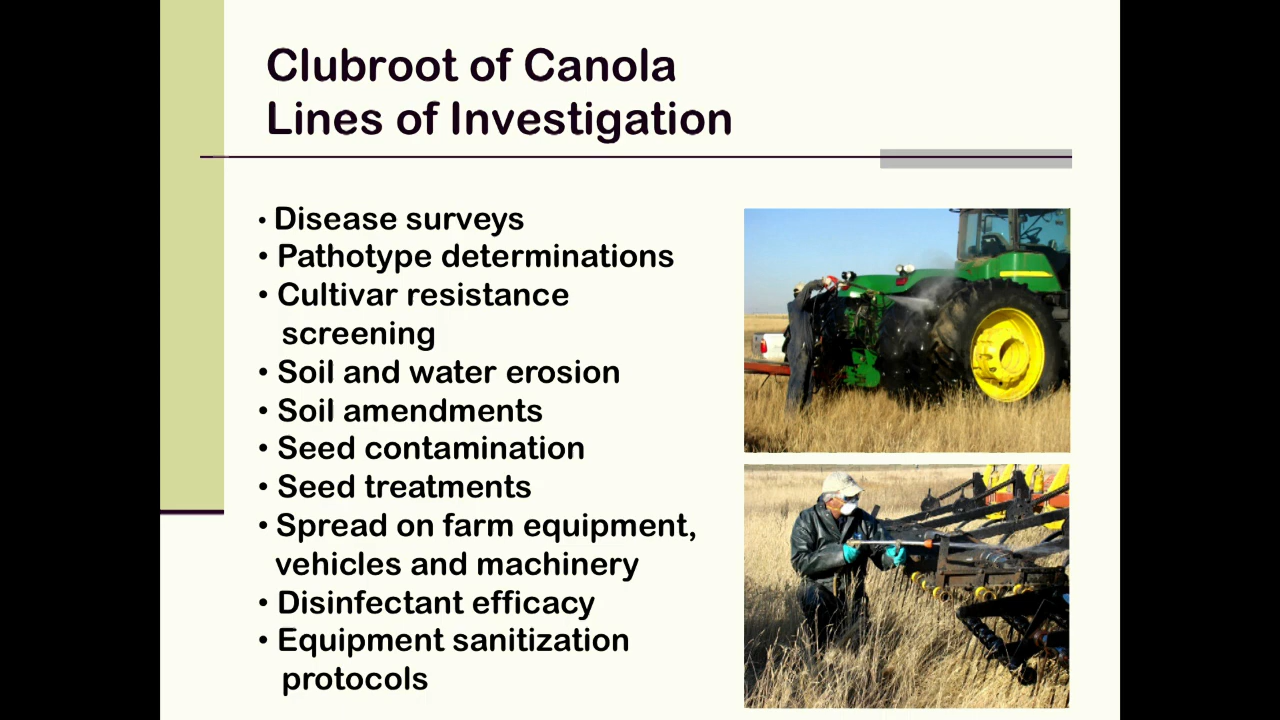 Clubroot of Canola
Lines of Investigation
• Disease surveys
• Pathotype determinations
• Cultivar resistance
screening
• Soil and water erosion
• Soil amendments
• Seed contamination
• Seed treatments
• Spread on farm equipment,
vehicles and machinery
• Disinfectant efficacy
• Equipment sanitization
protocols